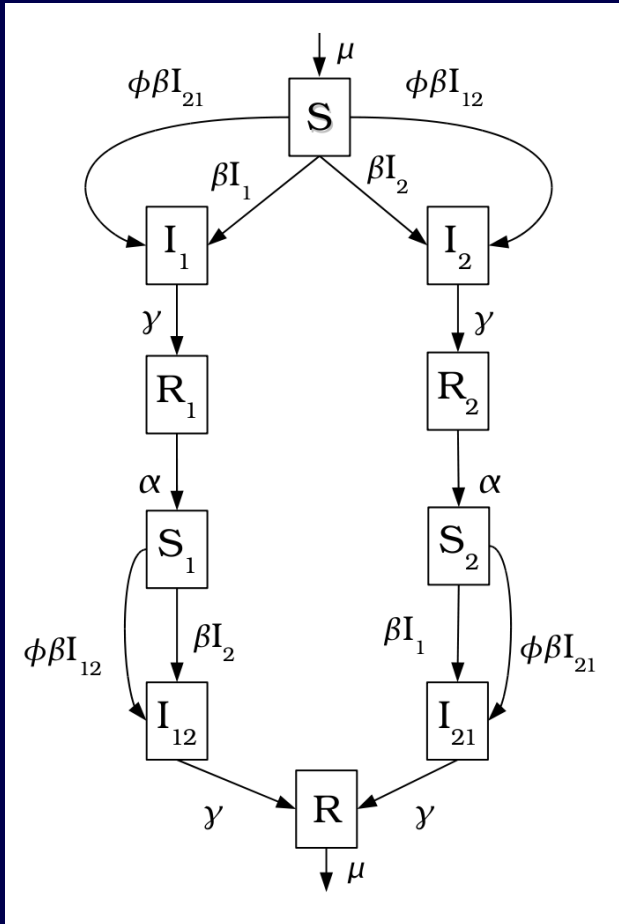 μ
ϕβI₂₁ S ϕβI₁₂
βI₁ βI₂
I₁ I₂
γ γ
R₁ R₂
α α
S₁ S₂
ϕβI₁₂ βI₂ βI₁ ϕβI₂₁
I₁₂ I₂₁
γ R γ
μ